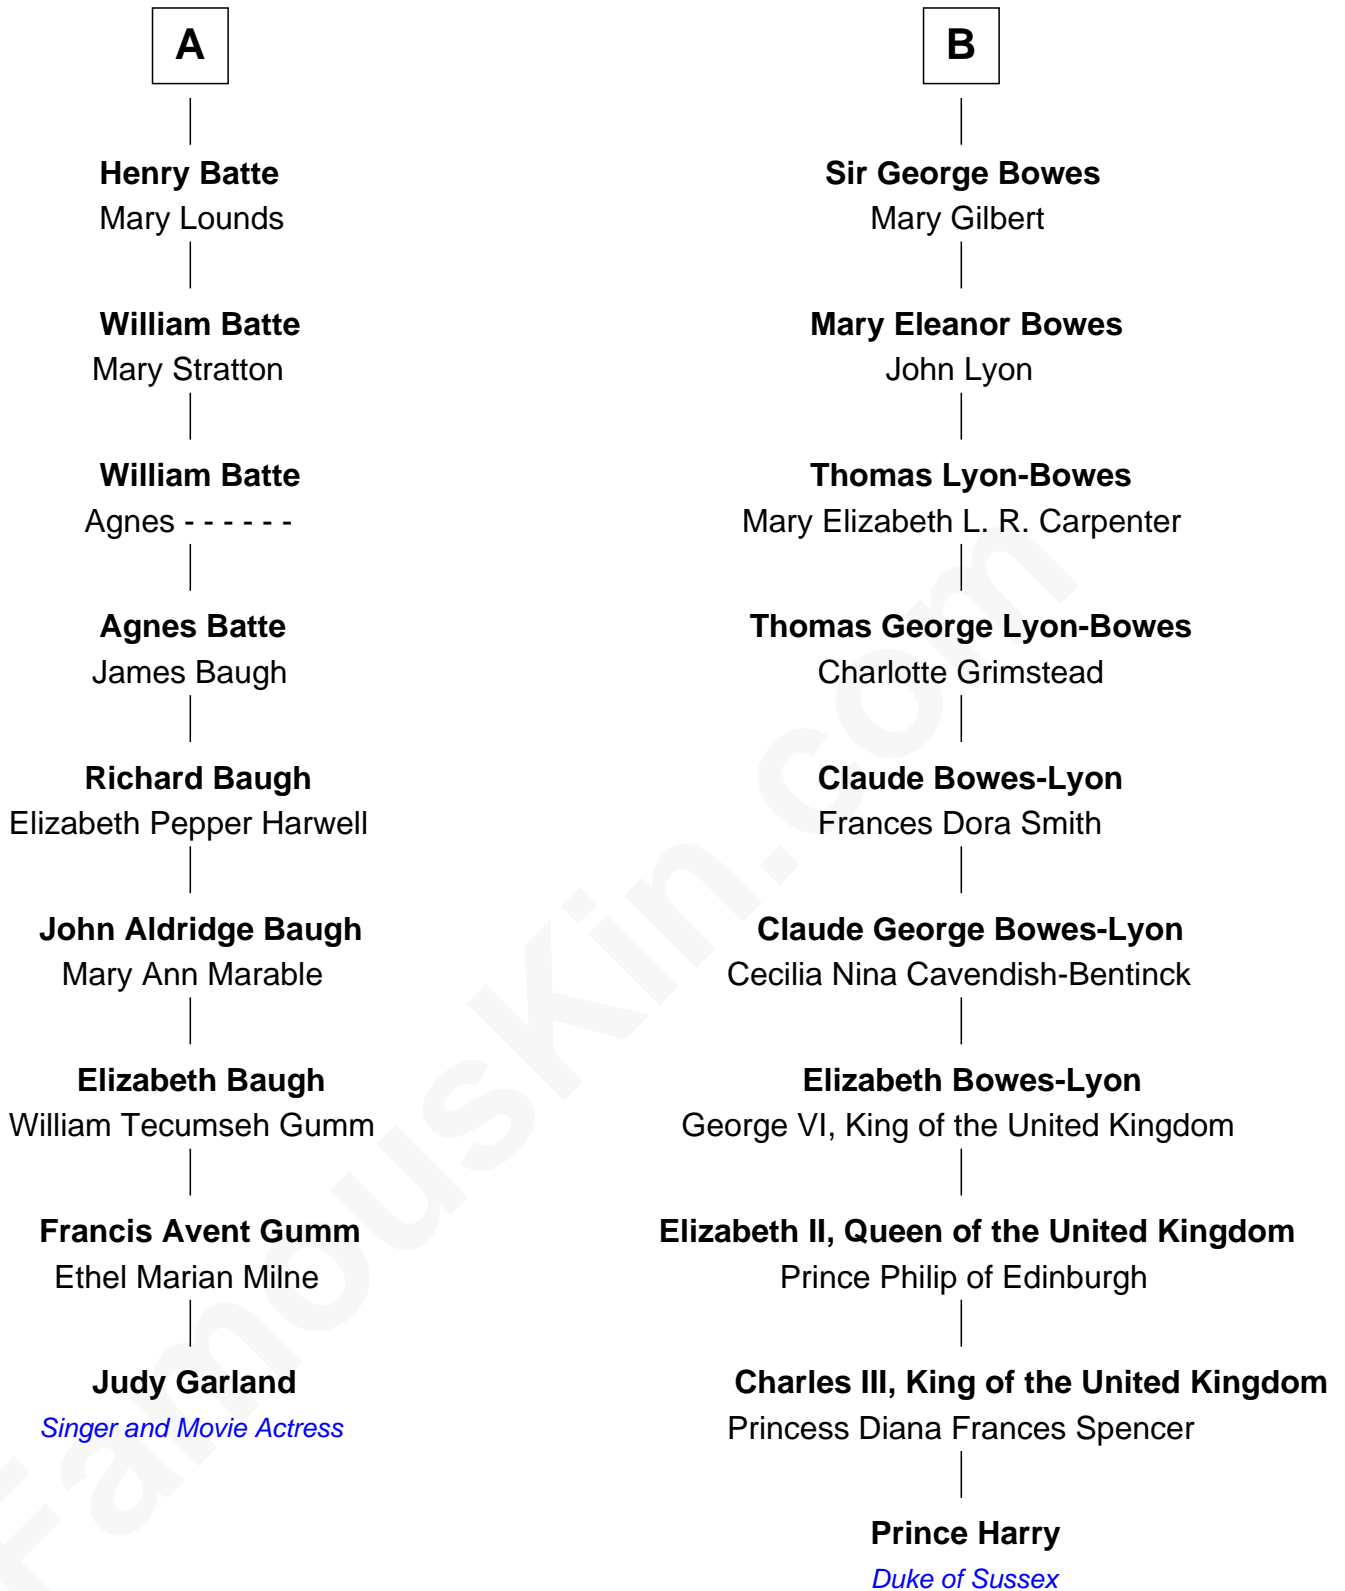 A
Henry Batte
Mary Lounds
William Batte
Mary Stratton
William Batte
Agnes - - - - - -
Agnes Batte
James Baugh
Richard Baugh
Elizabeth Pepper Harwell
John Aldridge Baugh
Mary Ann Marable
Elizabeth Baugh
William Tecumseh Gumm
Francis Avent Gumm
Ethel Marian Milne
Judy Garland
Singer and Movie Actress
B
Sir George Bowes
Mary Gilbert
Mary Eleanor Bowes
John Lyon
Thomas Lyon-Bowes
Mary Elizabeth L. R. Carpenter
Thomas George Lyon-Bowes
Charlotte Grimstead
Claude Bowes-Lyon
Frances Dora Smith
Claude George Bowes-Lyon
Cecilia Nina Cavendish-Bentinck
Elizabeth Bowes-Lyon
George VI, King of the United Kingdom
Elizabeth II, Queen of the United Kingdom
Prince Philip of Edinburgh
Charles III, King of the United Kingdom
Princess Diana Frances Spencer
Prince Harry
Duke of Sussex
FamousKin.com